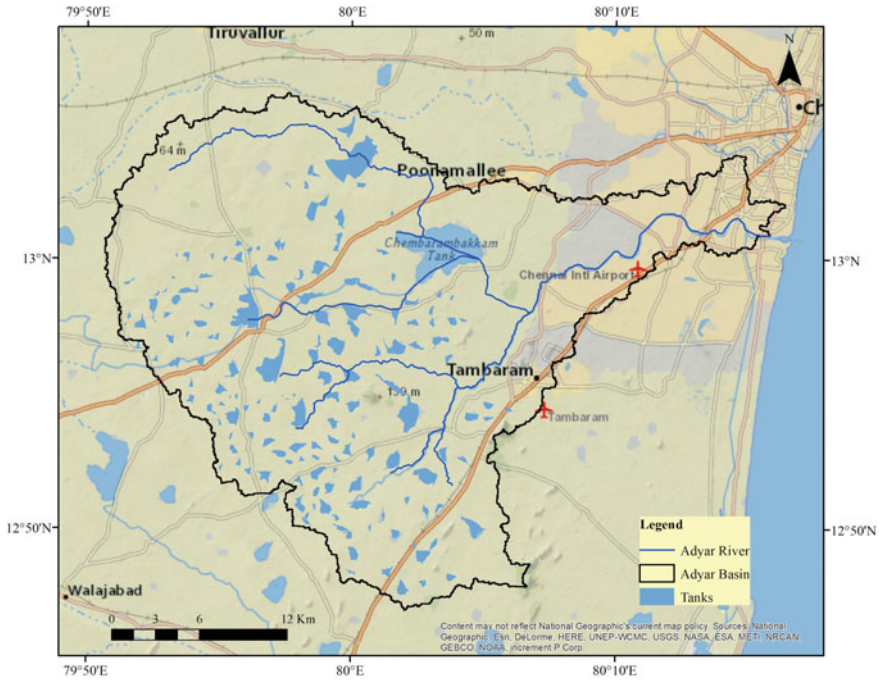 79°50'E
80°0'E
80°10'E
Tiruvallur
50 m
N
Ch
64 m
Poonamallee
Chembarambakkam
Tank
13°N
13°N
Chennai Intl Airport
Tambaram
139 m
Tambaram
12°50'N
12°50'N
Legend
Adyar River
Adyar Basin
Tanks
Walajabad
0 3 6 12 Km
Content may not reflect National Geographic's current map policy. Sources: National
Geographic, Esri, DeLorme, HERE, UNEP-WCMC, USGS, NASA, ESA, METI, NRCAN,
GEBCO, NOAA, increment P Corp.
79°50'E
80°0'E
80°10'E